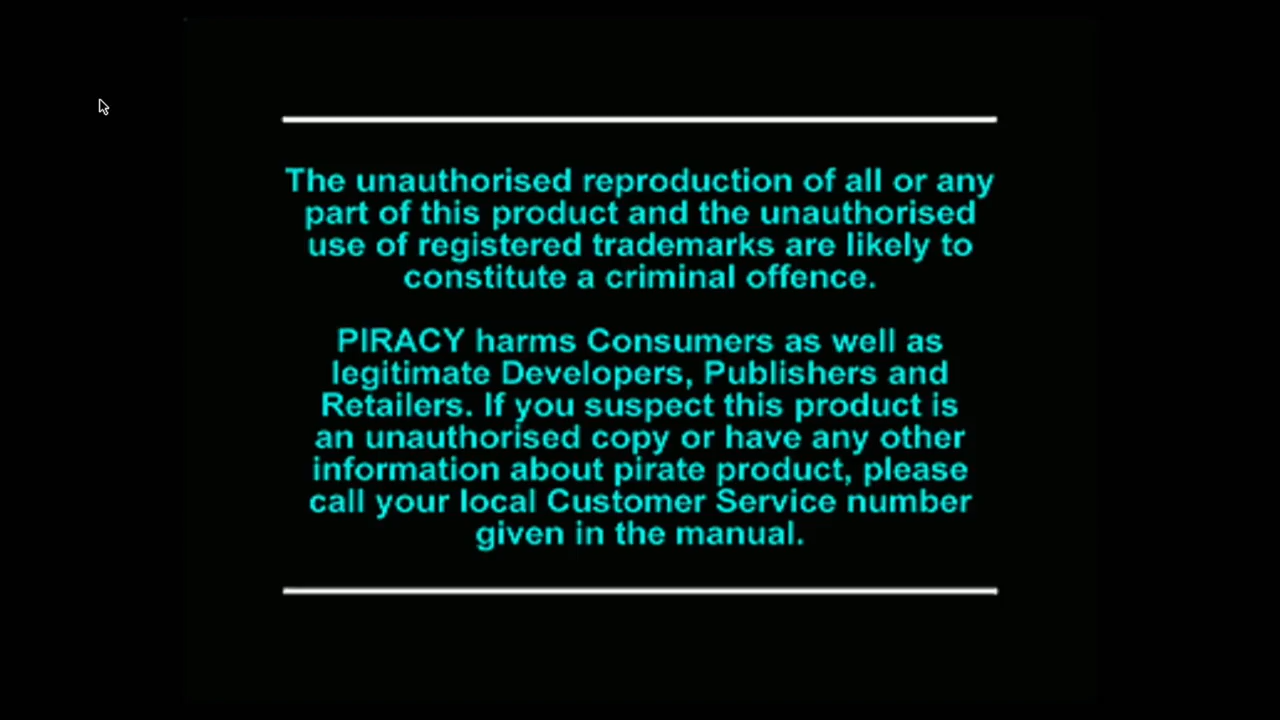 The unauthorised reproduction of all or any
part of this product and the unauthorised
use of registered trademarks are likely to
constitute a criminal offence.
PIRACY harms Consumers as well as
legitimate Developers, Publishers and
Retailers. If you suspect this product is
an unauthorised copy or have any other
information about pirate product, please
call your local Customer Service number
given in the manual.